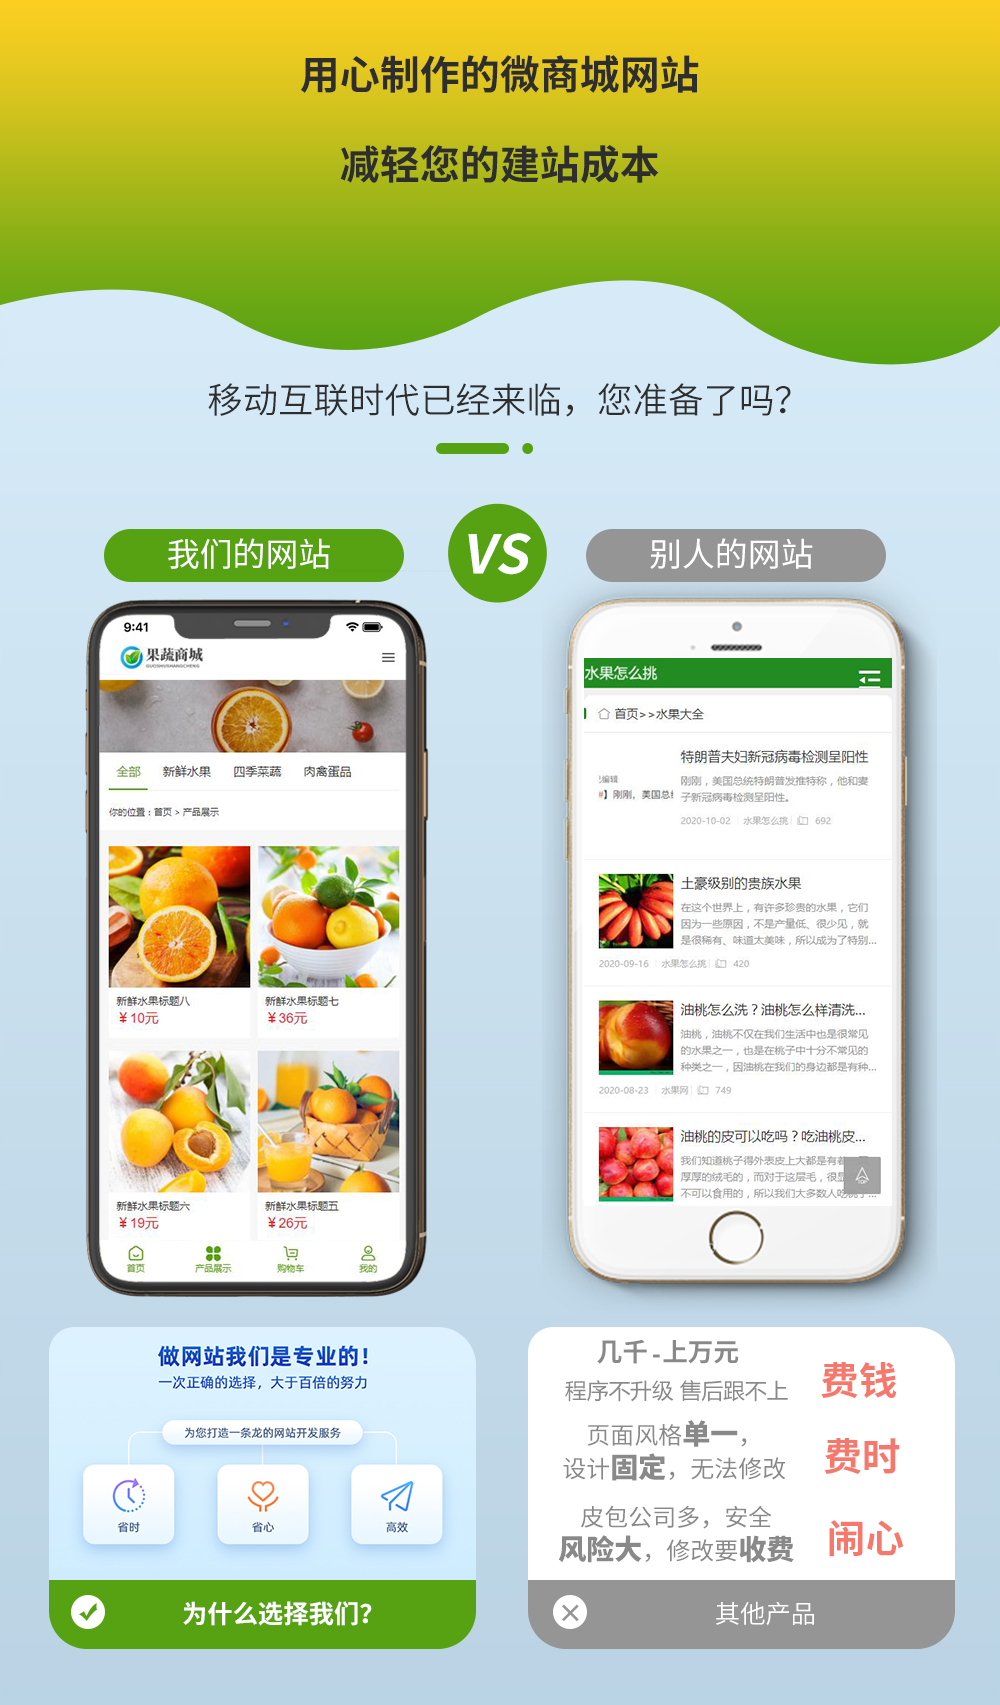 用心制作的微商城网站
减轻您的建站成本
移动互联时代已经来临，您准备了吗？
我们的网站
VS
别人的网站
9:41
果蔬商城
GUOSHUSHANGCHENG
全部 新鲜水果 四季菜蔬 肉禽蛋品
你的位置：首页 > 产品展示
新鲜水果标题八
¥10元
新鲜水果标题七
¥36元
新鲜水果标题六
¥19元
新鲜水果标题五
¥26元
首页 产品展示 购物车 我的
水果怎么挑
首页>>水果大全
特朗普夫妇新冠病毒检测呈阳性
编辑
】刚刚，美国总统
刚刚，美国总统特朗普发推特称，他和妻
子新冠病毒检测呈阳性。
2020-10-02 水果怎么挑 692
土豪级别的贵族水果
在这个世界上，有许多珍贵的水果，它们
因为一些原因，不是产量低、很少见，就
是很稀有、味道太美味，所以成为了特别...
2020-09-16 水果怎么挑 420
油桃怎么洗？油桃怎么样清洗...
油桃，油桃不仅在我们生活中也是很常见
的水果之一，也是在桃子中十分不常见的
种类之一，因油桃在我们的身边都是有种...
2020-08-23 水果网 749
油桃的皮可以吃吗？吃油桃皮...
我们知道桃子得外表皮上大都是有着
厚厚的绒毛的，而对于这层毛，很显
不可以食用的，所以我们大多数人吃桃子...
做网站我们是专业的！
一次正确的选择，大于百倍的努力
为您打造一条龙的网站开发服务
省时 省心 高效
为什么选择我们？
几千-上万元
程序不升级 售后跟不上
费钱
页面风格单一，
设计固定，无法修改
费时
皮包公司多，安全
风险大，修改要收费
闹心
其他产品